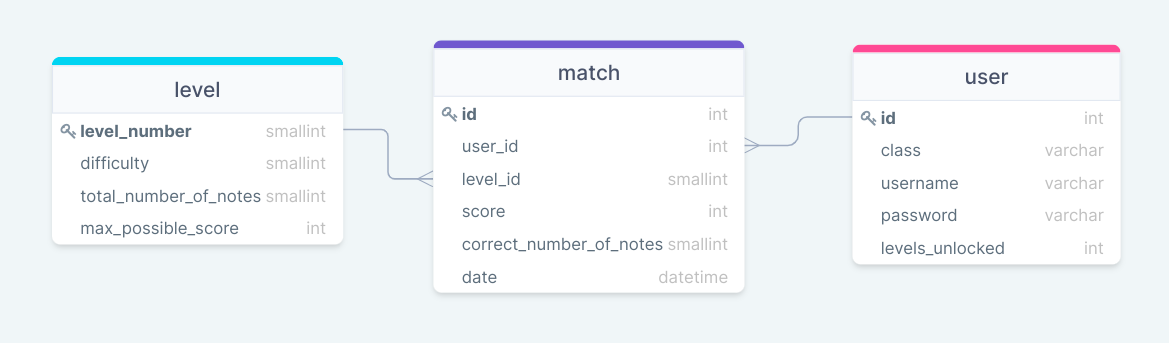 level
level_number smallint
difficulty smallint
total_number_of_notes smallint
max_possible_score int
match
id int
user_id int
level_id smallint
score int
correct_number_of_notes smallint
date datetime
user
id int
class varchar
username varchar
password varchar
levels_unlocked int